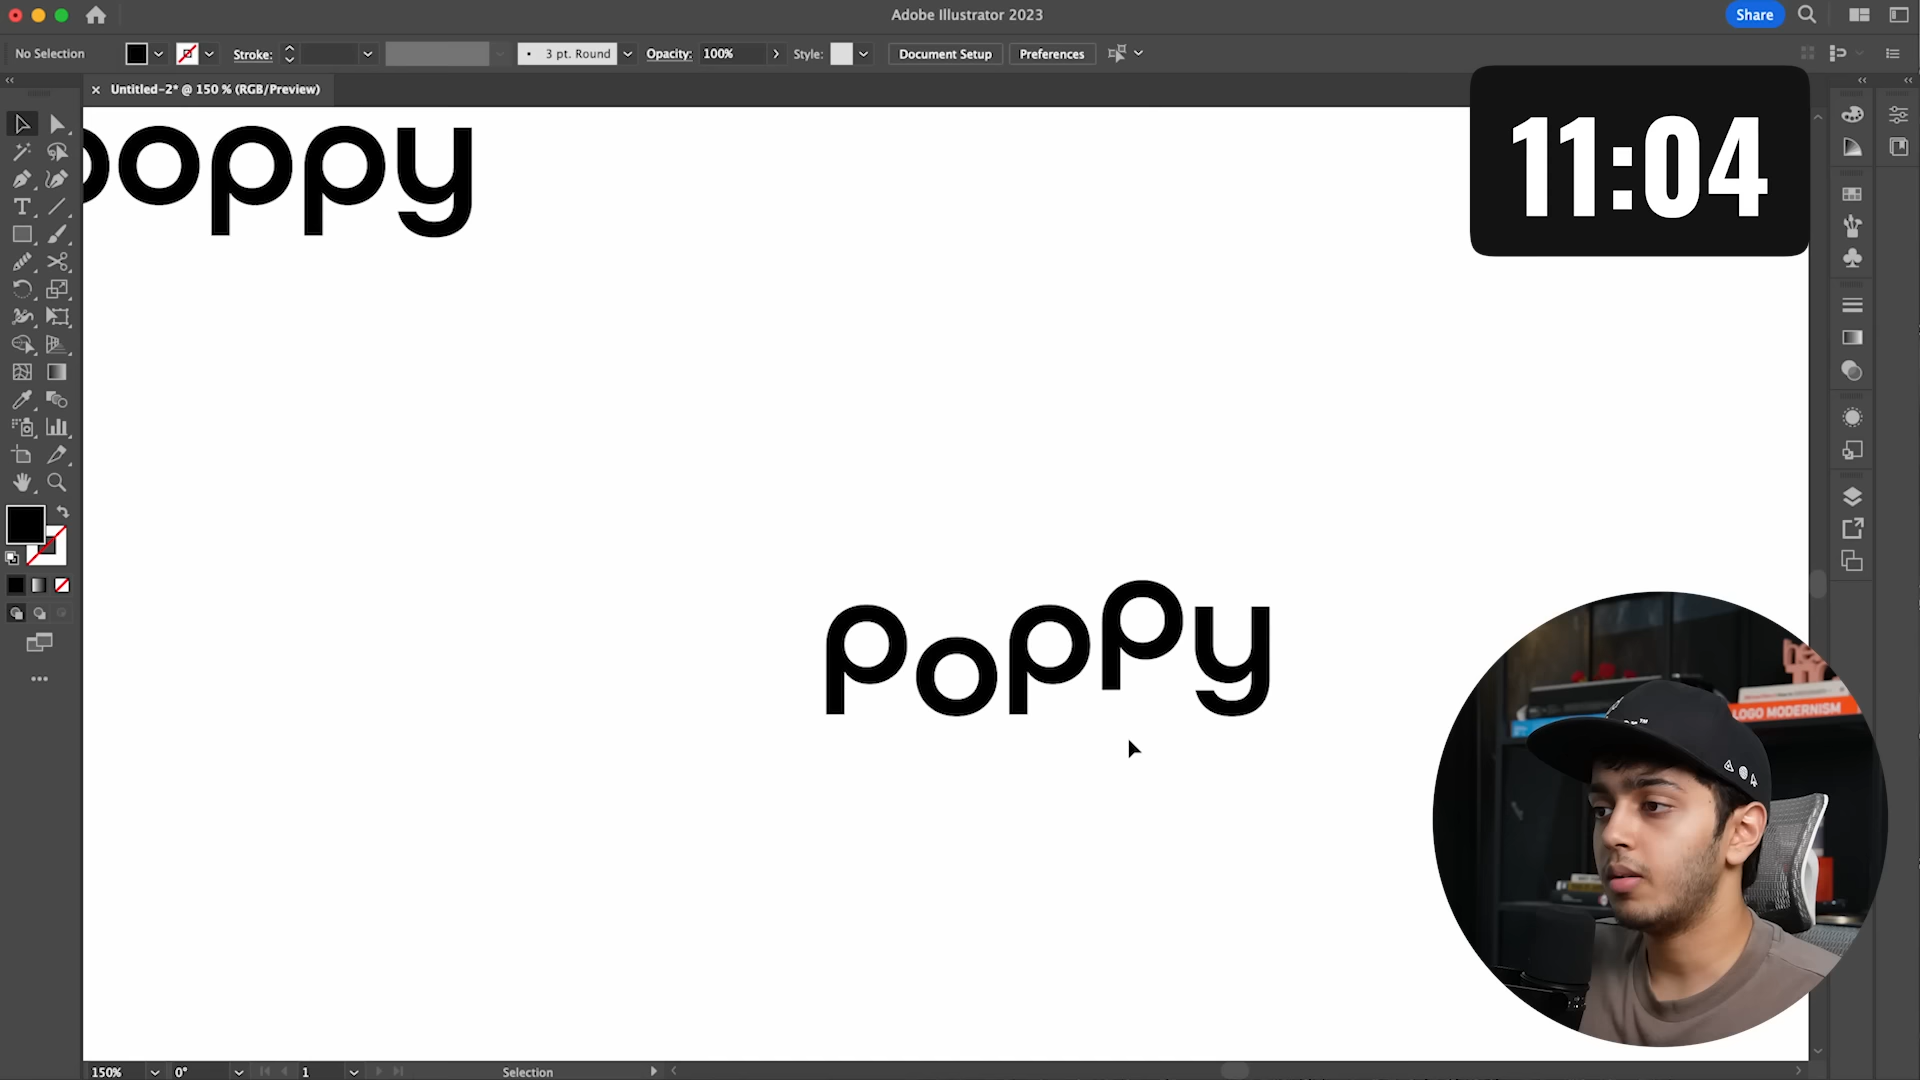 Adobe Illustrator 2023
Share
No Selection
Stroke:
3 pt. Round
Opacity:
100%
Style:
Document Setup
Preferences
Untitled-2* @ 150 % (RGB/Preview)
poppy
11:04
poppy
LOGO MODERNISM
150%
0°
1
Selection